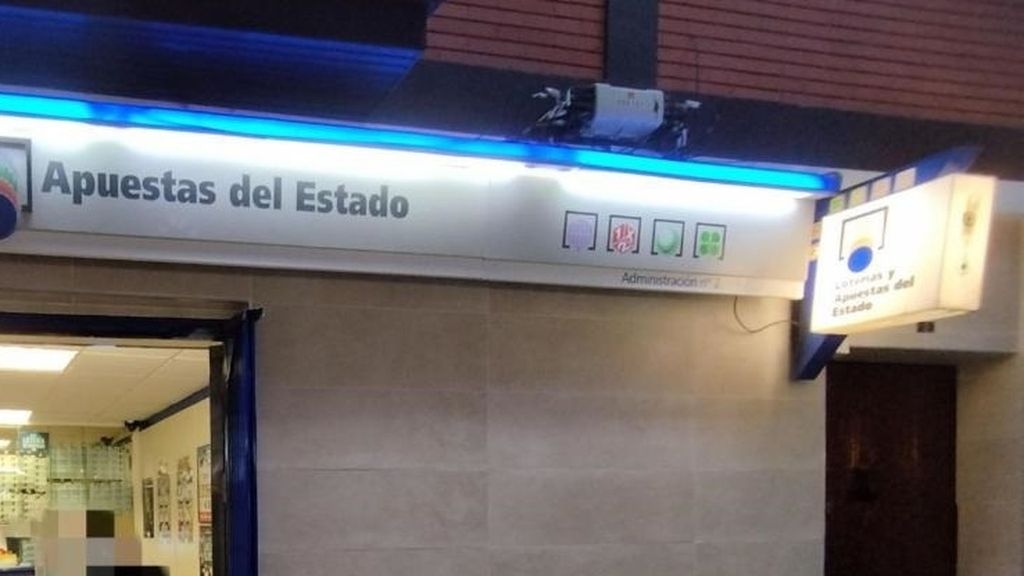 Apuestas del Estado
Administración nº 2
Loterías y
Apuestas del
Estado